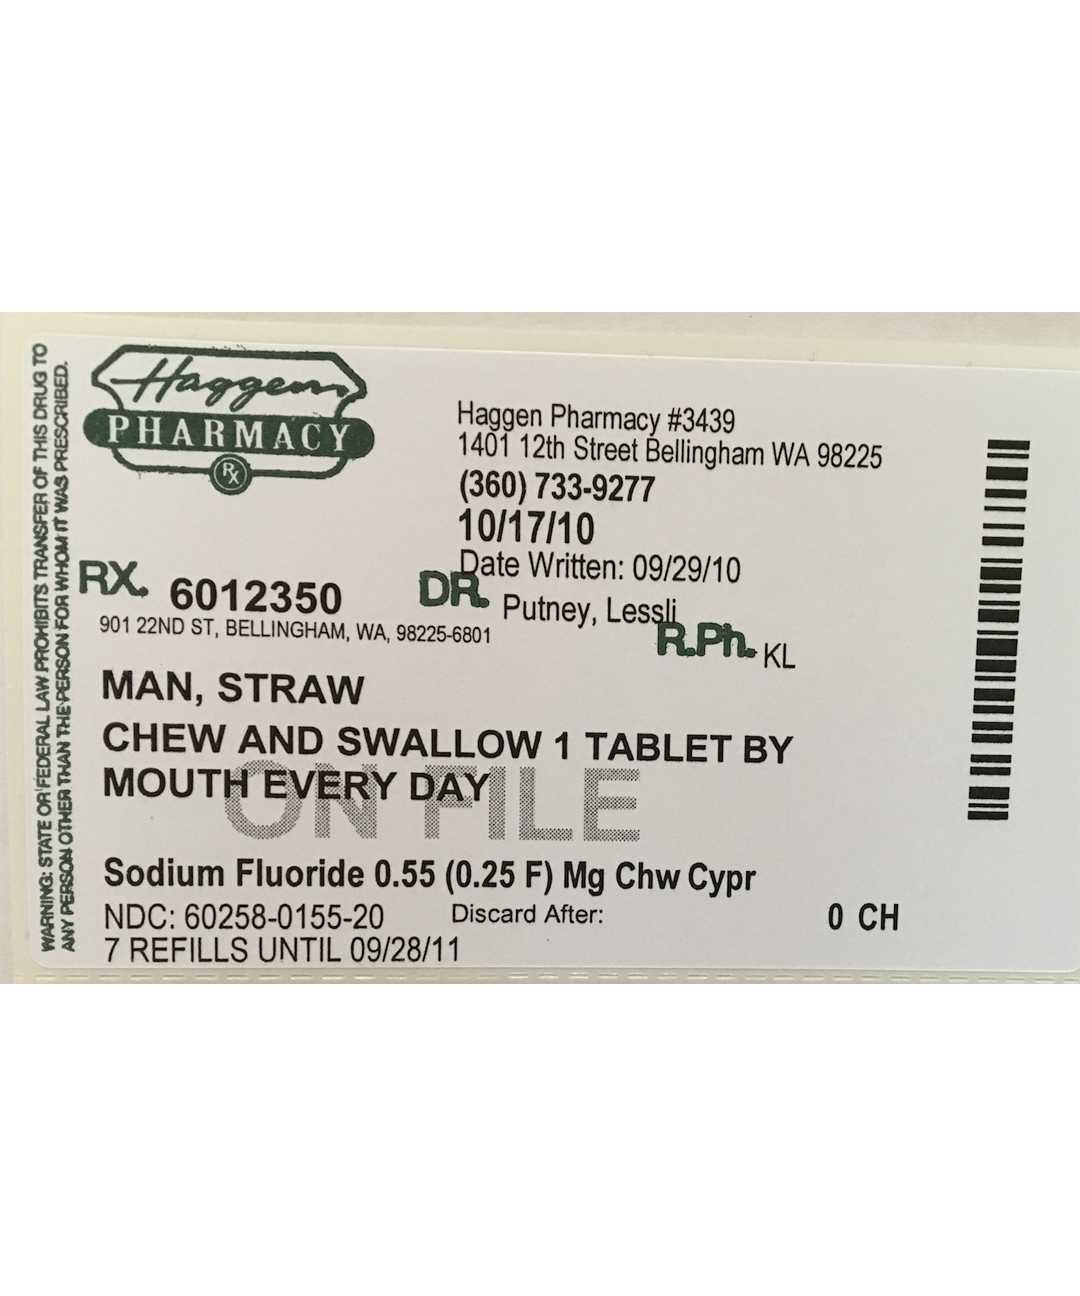 WARNING: STATE OR FEDERAL LAW PROHIBITS TRANSFER OF THIS DRUG TO
ANY PERSON OTHER THAN THE PERSON FOR WHOM IT WAS PRESCRIBED.
Haggen
PHARMACY
RX
Haggen Pharmacy #3439
1401 12th Street Bellingham WA 98225
(360) 733-9277
10/17/10
Date Written: 09/29/10
RX. 6012350 DR. Putney, Lessli
901 22ND ST, BELLINGHAM, WA, 98225-6801
R.Ph. KL
MAN, STRAW
CHEW AND SWALLOW 1 TABLET BY
MOUTH EVERY DAY
ON FILE
Sodium Fluoride 0.55 (0.25 F) Mg Chw Cypr
NDC: 60258-0155-20 Discard After: 0 CH
7 REFILLS UNTIL 09/28/11